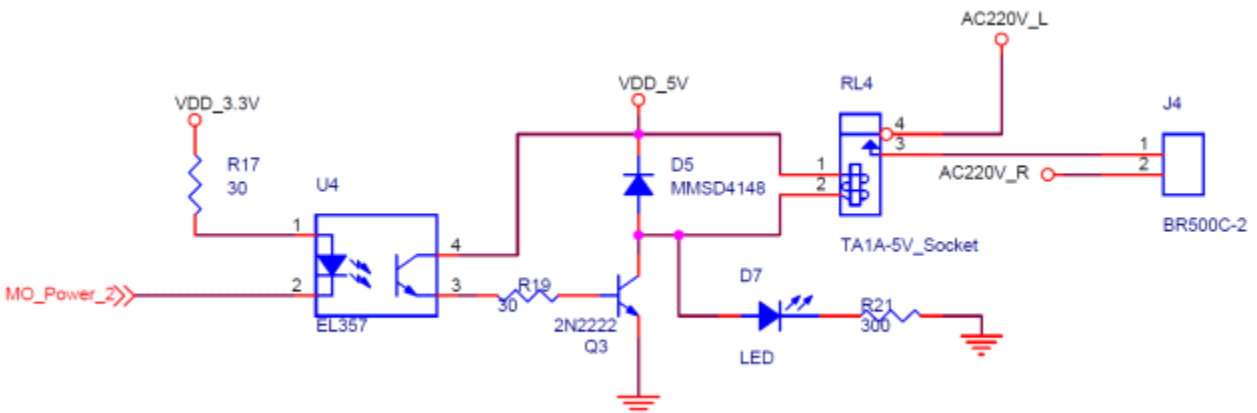 AC220V_L
VDD_5V
RL4
J4
VDD_3.3V
R17
30
U4
D5
MMSD4148
4
3
1
2
1
2
AC220V_R
BR500C-2
TA1A-5V_Socket
1
2
4
3
MO_Power_2
EL357
R19
30
2N2222
Q3
D7
LED
R21
300